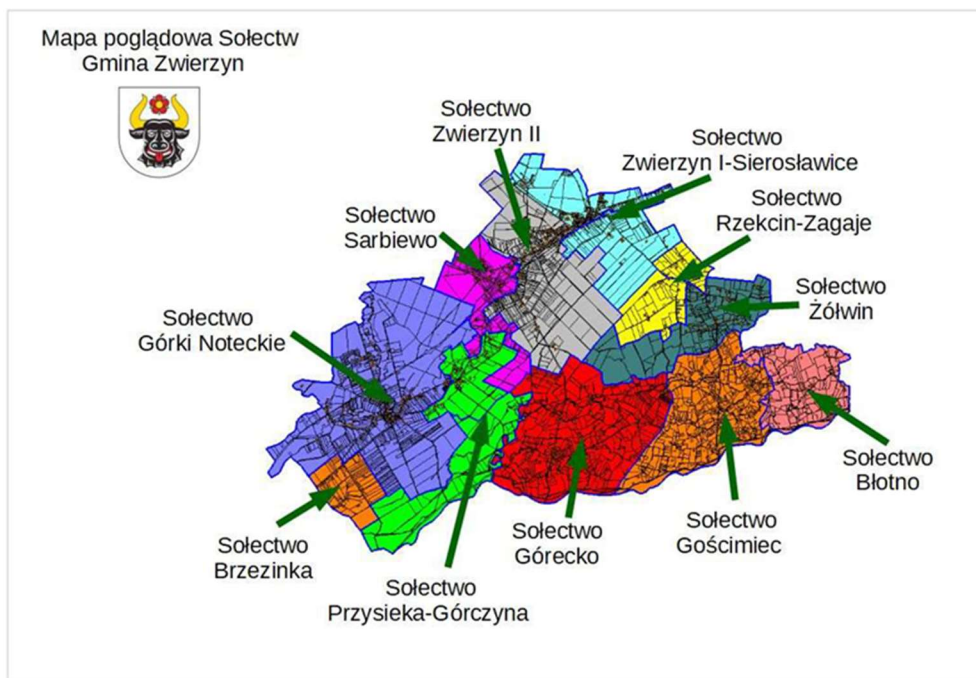 Mapa poglądowa Sołectw
Gmina Zwierzyn
Sołectwo
Zwierzyn II
Sołectwo
Zwierzyn I-Sierosławice
Sołectwo
Rzekcin-Zagaje
Sołectwo
Sarbiewo
Sołectwo
Żółwin
Sołectwo
Górki Noteckie
Sołectwo
Błotno
Sołectwo
Gościmiec
Sołectwo
Górecko
Sołectwo
Brzezinka
Sołectwo
Przysieka-Górczyna